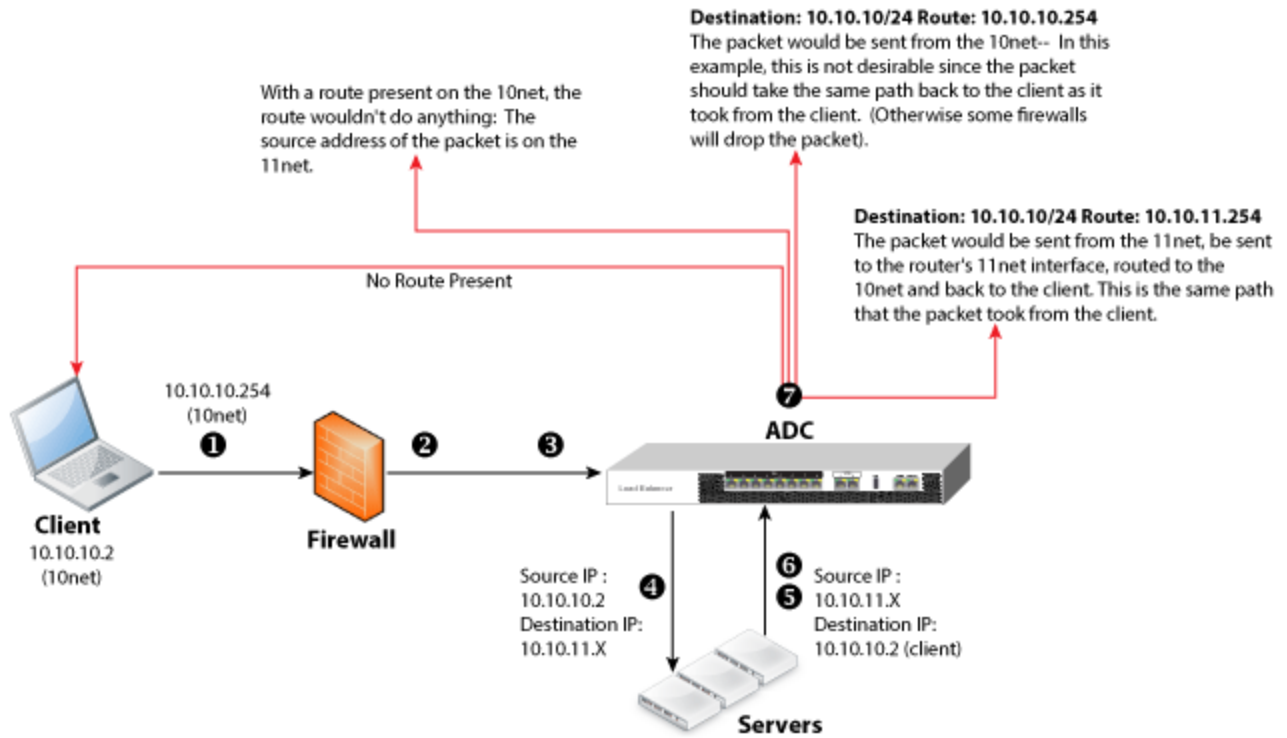 Destination: 10.10.10/24 Route: 10.10.10.254
The packet would be sent from the 10net-- In this
example, this is not desirable since the packet
should take the same path back to the client as it
took from the client. (Otherwise some firewalls
will drop the packet).
With a route present on the 10net, the
route wouldn't do anything: The
source address of the packet is on the
11net.
Destination: 10.10.10/24 Route: 10.10.11.254
The packet would be sent from the 11net, be sent
to the router's 11net interface, routed to the
10net and back to the client. This is the same path
that the packet took from the client.
No Route Present
10.10.10.254
(10net)
1
2
3
7
ADC
Load Balancer
Client
10.10.10.2
(10net)
Firewall
Source IP :
10.10.10.2
Destination IP:
10.10.11.X
4
6
5
Source IP :
10.10.11.X
Destination IP:
10.10.10.2 (client)
Servers